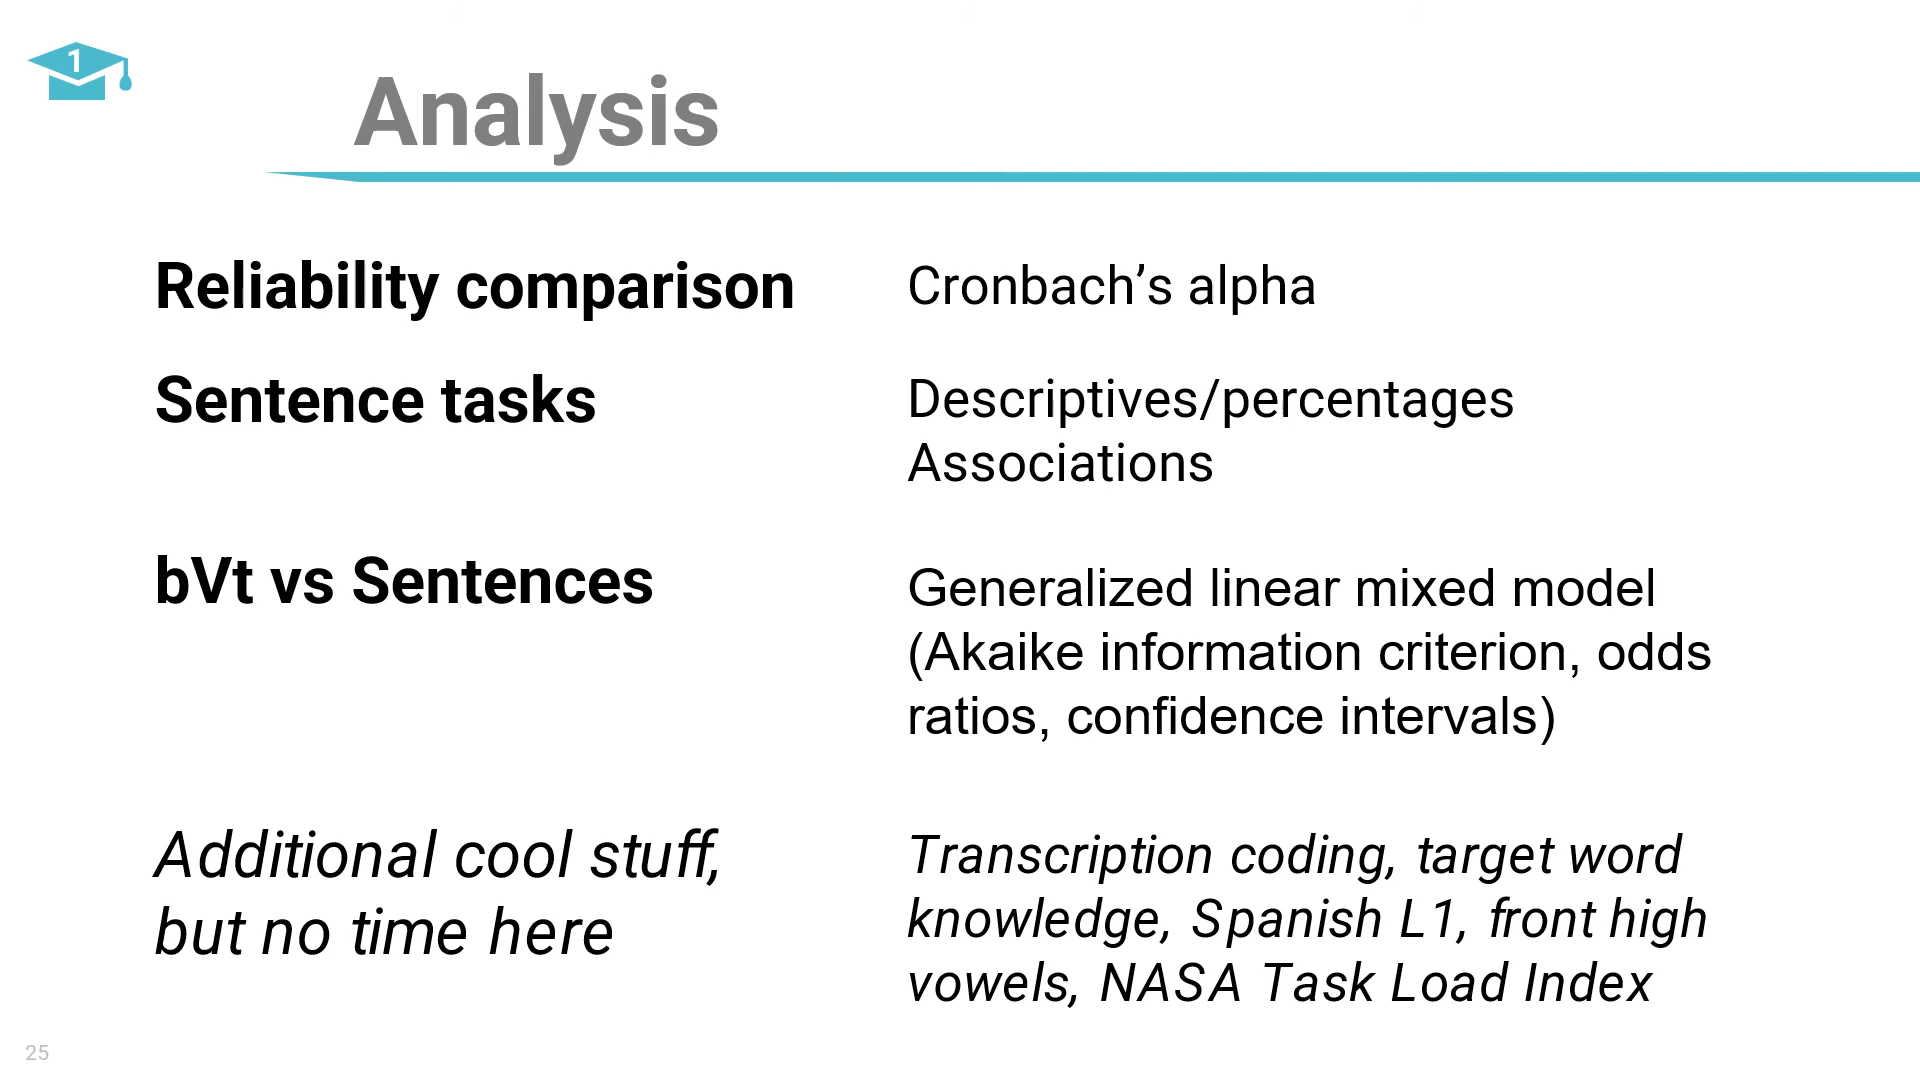 1
Analysis
Reliability comparison
Cronbach’s alpha
Sentence tasks
Descriptives/percentages
Associations
bVt vs Sentences
Generalized linear mixed model
(Akaike information criterion, odds
ratios, confidence intervals)
Additional cool stuff,
but no time here
Transcription coding, target word
knowledge, Spanish L1, front high
vowels, NASA Task Load Index
25